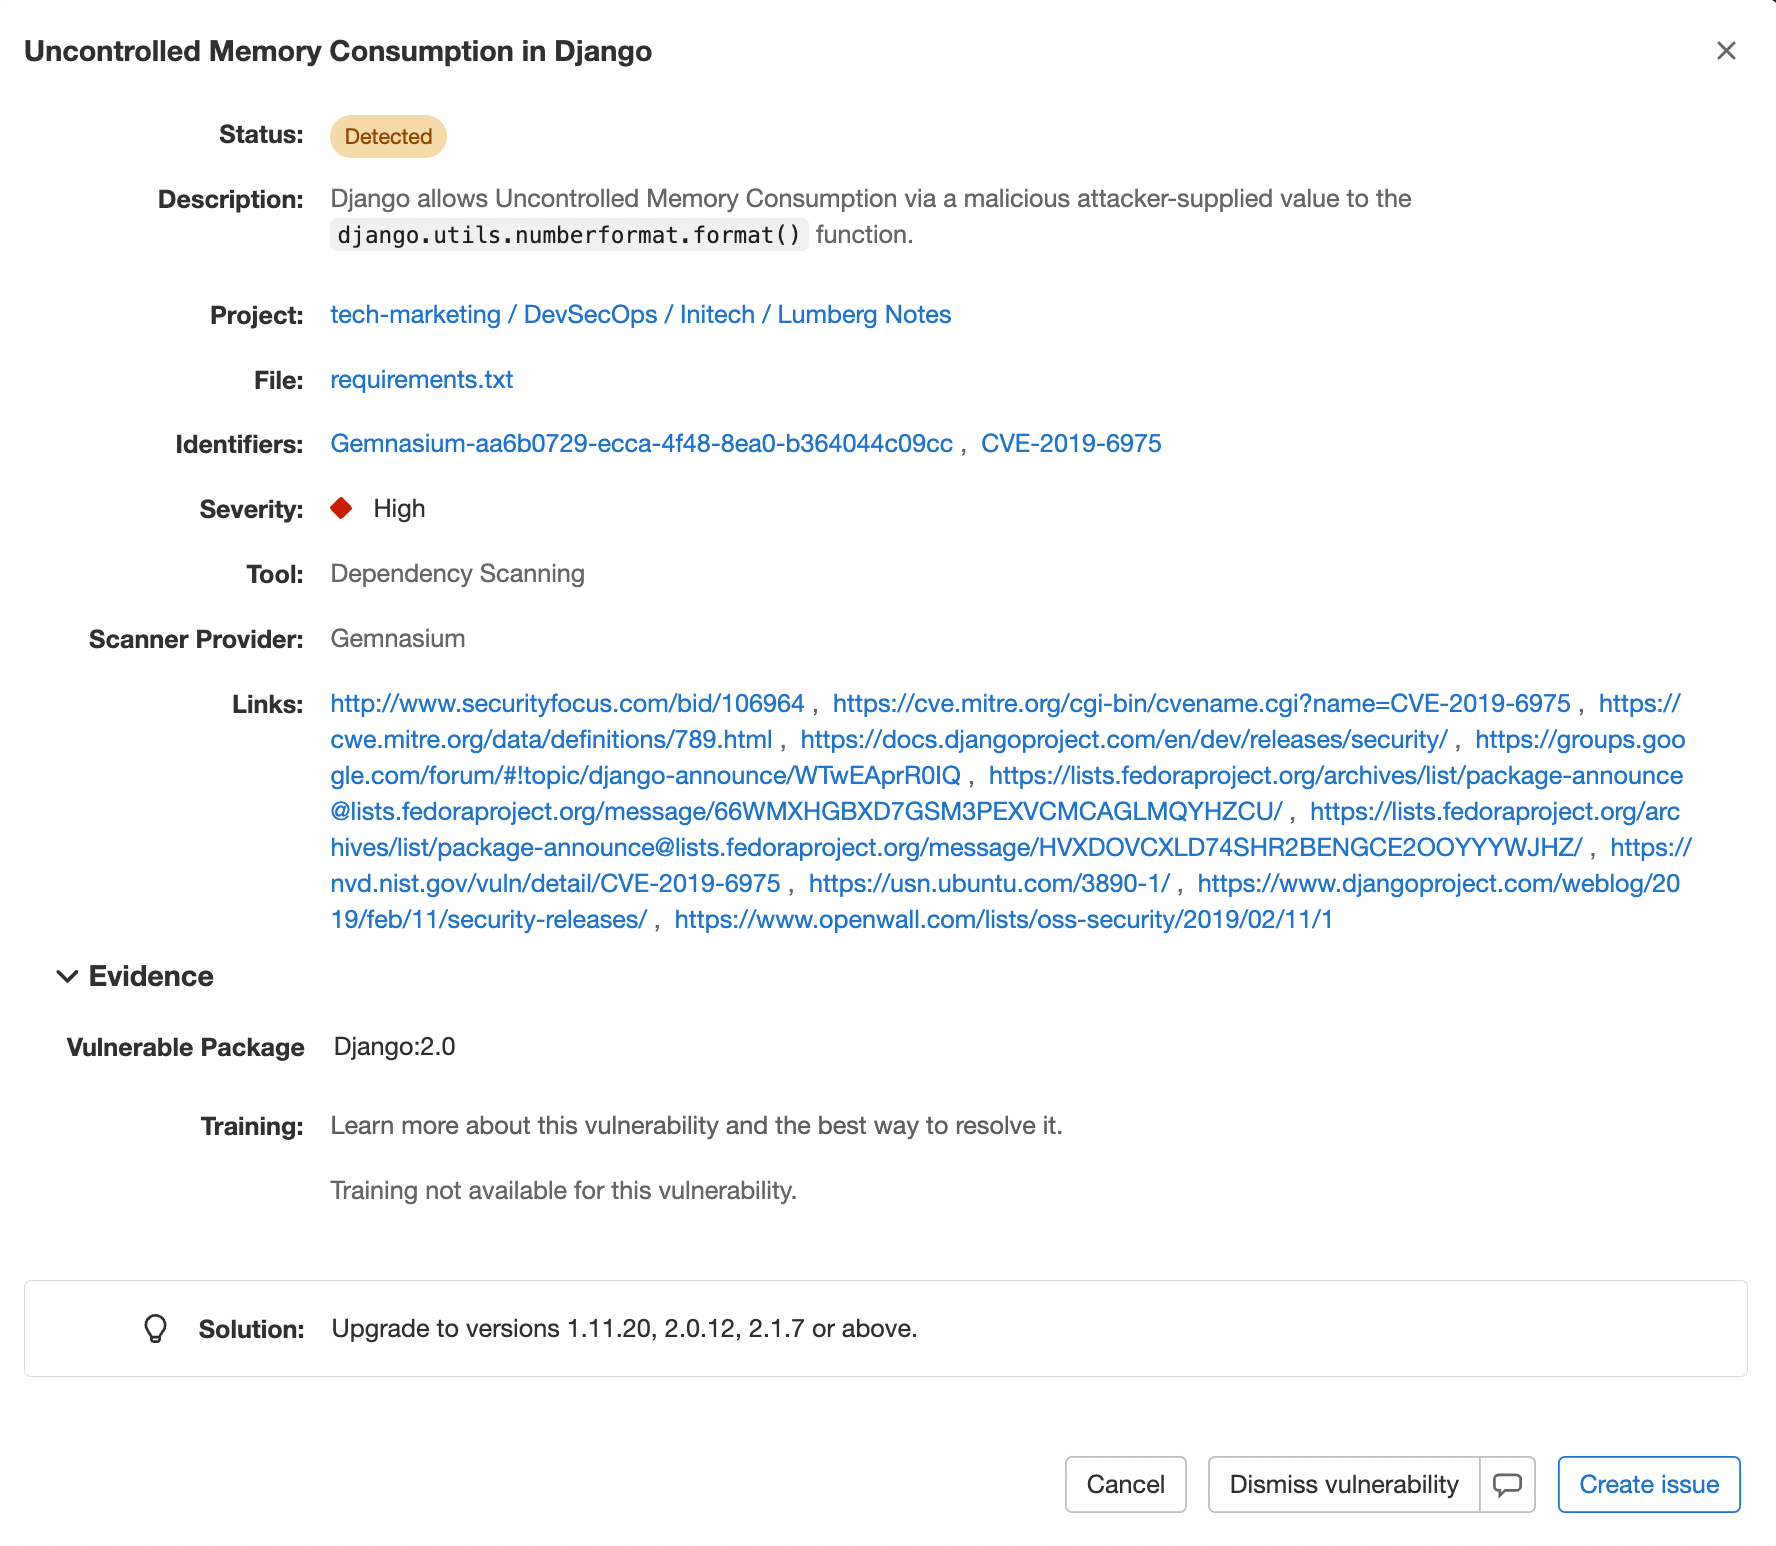 Uncontrolled Memory Consumption in Django
Status: Detected
Description: Django allows Uncontrolled Memory Consumption via a malicious attacker-supplied value to the
django.utils.numberformat.format() function.
Project: tech-marketing / DevSecOps / Initech / Lumberg Notes
File: requirements.txt
Identifiers: Gemnasium-aa6b0729-ecca-4f48-8ea0-b364044c09cc , CVE-2019-6975
Severity: High
Tool: Dependency Scanning
Scanner Provider: Gemnasium
Links: http://www.securityfocus.com/bid/106964 , https://cve.mitre.org/cgi-bin/cvename.cgi?name=CVE-2019-6975 , https://
cwe.mitre.org/data/definitions/789.html , https://docs.djangoproject.com/en/dev/releases/security/ , https://groups.goo
gle.com/forum/#!topic/django-announce/WTwEAprR0IQ , https://lists.fedoraproject.org/archives/list/package-announce
@lists.fedoraproject.org/message/66WMXHGBXD7GSM3PEXVCMCAGLMQYHZCU/ , https://lists.fedoraproject.org/arc
hives/list/package-announce@lists.fedoraproject.org/message/HVXDOVCXLD74SHR2BENGCE2OOYYYWJHZ/ , https://
nvd.nist.gov/vuln/detail/CVE-2019-6975 , https://usn.ubuntu.com/3890-1/ , https://www.djangoproject.com/weblog/20
19/feb/11/security-releases/ , https://www.openwall.com/lists/oss-security/2019/02/11/1
Evidence
Vulnerable Package Django:2.0
Training: Learn more about this vulnerability and the best way to resolve it.
Training not available for this vulnerability.
Solution: Upgrade to versions 1.11.20, 2.0.12, 2.1.7 or above.
Cancel Dismiss vulnerability Create issue